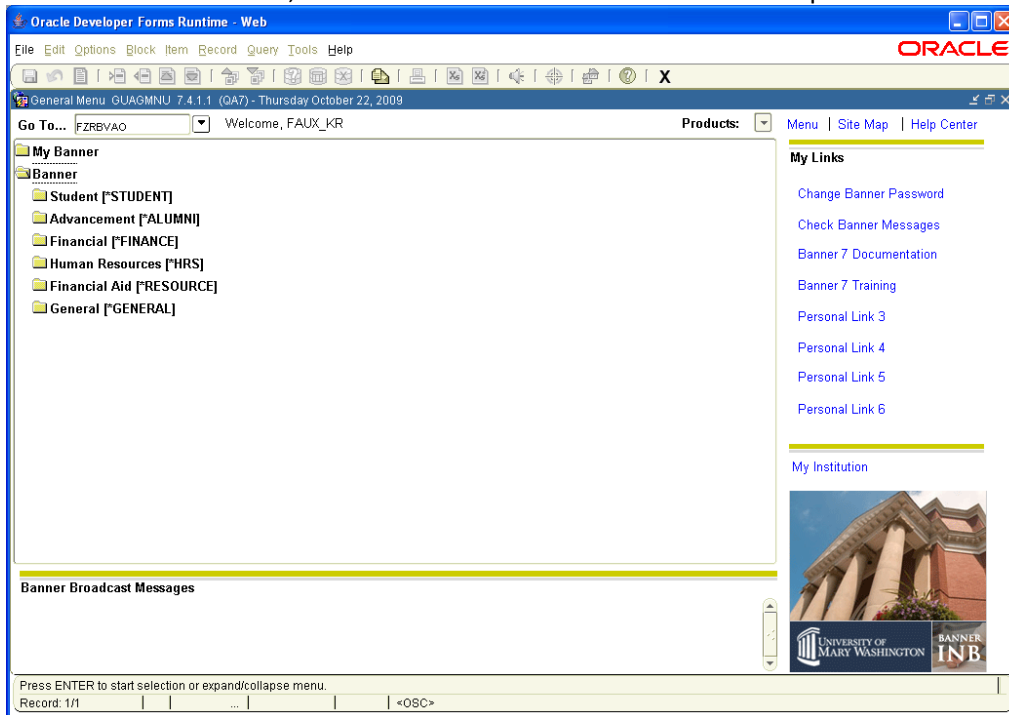 Oracle Developer Forms Runtime - Web
File Edit Options Block Item Record Query Tools Help
ORACLE
X
General Menu GUAGMNU 7.4.1.1 (QA7) - Thursday October 22, 2009
Go To... FZRBVAO Welcome, FAUX_KR Products: Menu | Site Map | Help Center
My Banner
Banner
Student [*STUDENT]
Advancement [*ALUMNI]
Financial [*FINANCE]
Human Resources [*HRS]
Financial Aid [*RESOURCE]
General [*GENERAL]
My Links
Change Banner Password
Check Banner Messages
Banner 7 Documentation
Banner 7 Training
Personal Link 3
Personal Link 4
Personal Link 5
Personal Link 6
My Institution
UNIVERSITY OF
MARY WASHINGTON
BANNER
INB
Banner Broadcast Messages
Press ENTER to start selection or expand/collapse menu.
Record: 1/1 | | ... | | | <OSC>